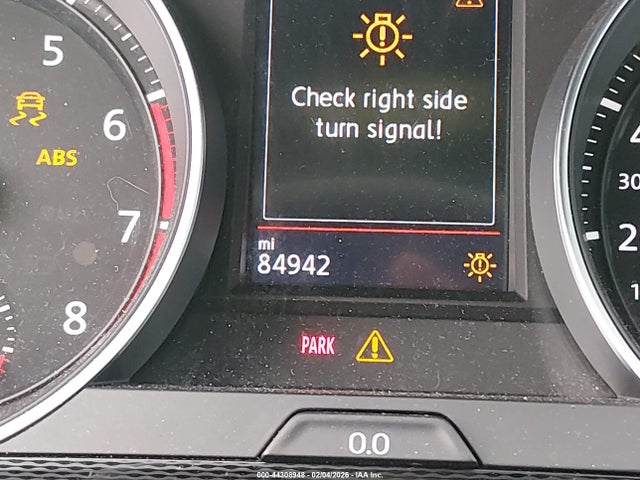 5
6
7
8
ABS
Check right side
turn signal!
mi
84942
PARK
0.0
30
2
1
000-44308948 - 02/04/2026 - IAA Inc.